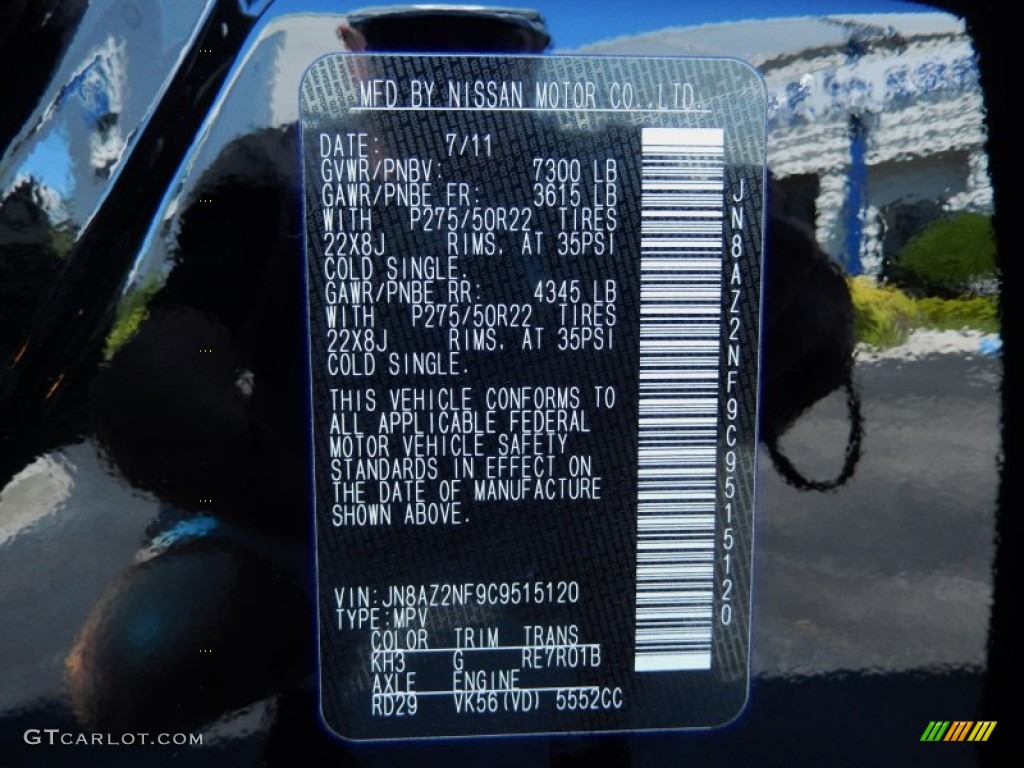 MFD BY NISSAN MOTOR CO.,LTD.
DATE: 7/11
GVWR/PNBV: 7300 LB
GAWR/PNBE FR: 3615 LB
WITH P275/50R22 TIRES
22X8J RIMS. AT 35PSI
COLD SINGLE.
GAWR/PNBE RR: 4345 LB
WITH P275/50R22 TIRES
22X8J RIMS. AT 35PSI
COLD SINGLE.
THIS VEHICLE CONFORMS TO
ALL APPLICABLE FEDERAL
MOTOR VEHICLE SAFETY
STANDARDS IN EFFECT ON
THE DATE OF MANUFACTURE
SHOWN ABOVE.
VIN:JN8AZ2NF9C9515120
TYPE:MPV
COLOR TRIM TRANS
KH3 G RE7R01B
AXLE ENGINE
RD29 VK56(VD) 5552CC
JN8AZ2NF9C9515120
GTCARLOT.COM